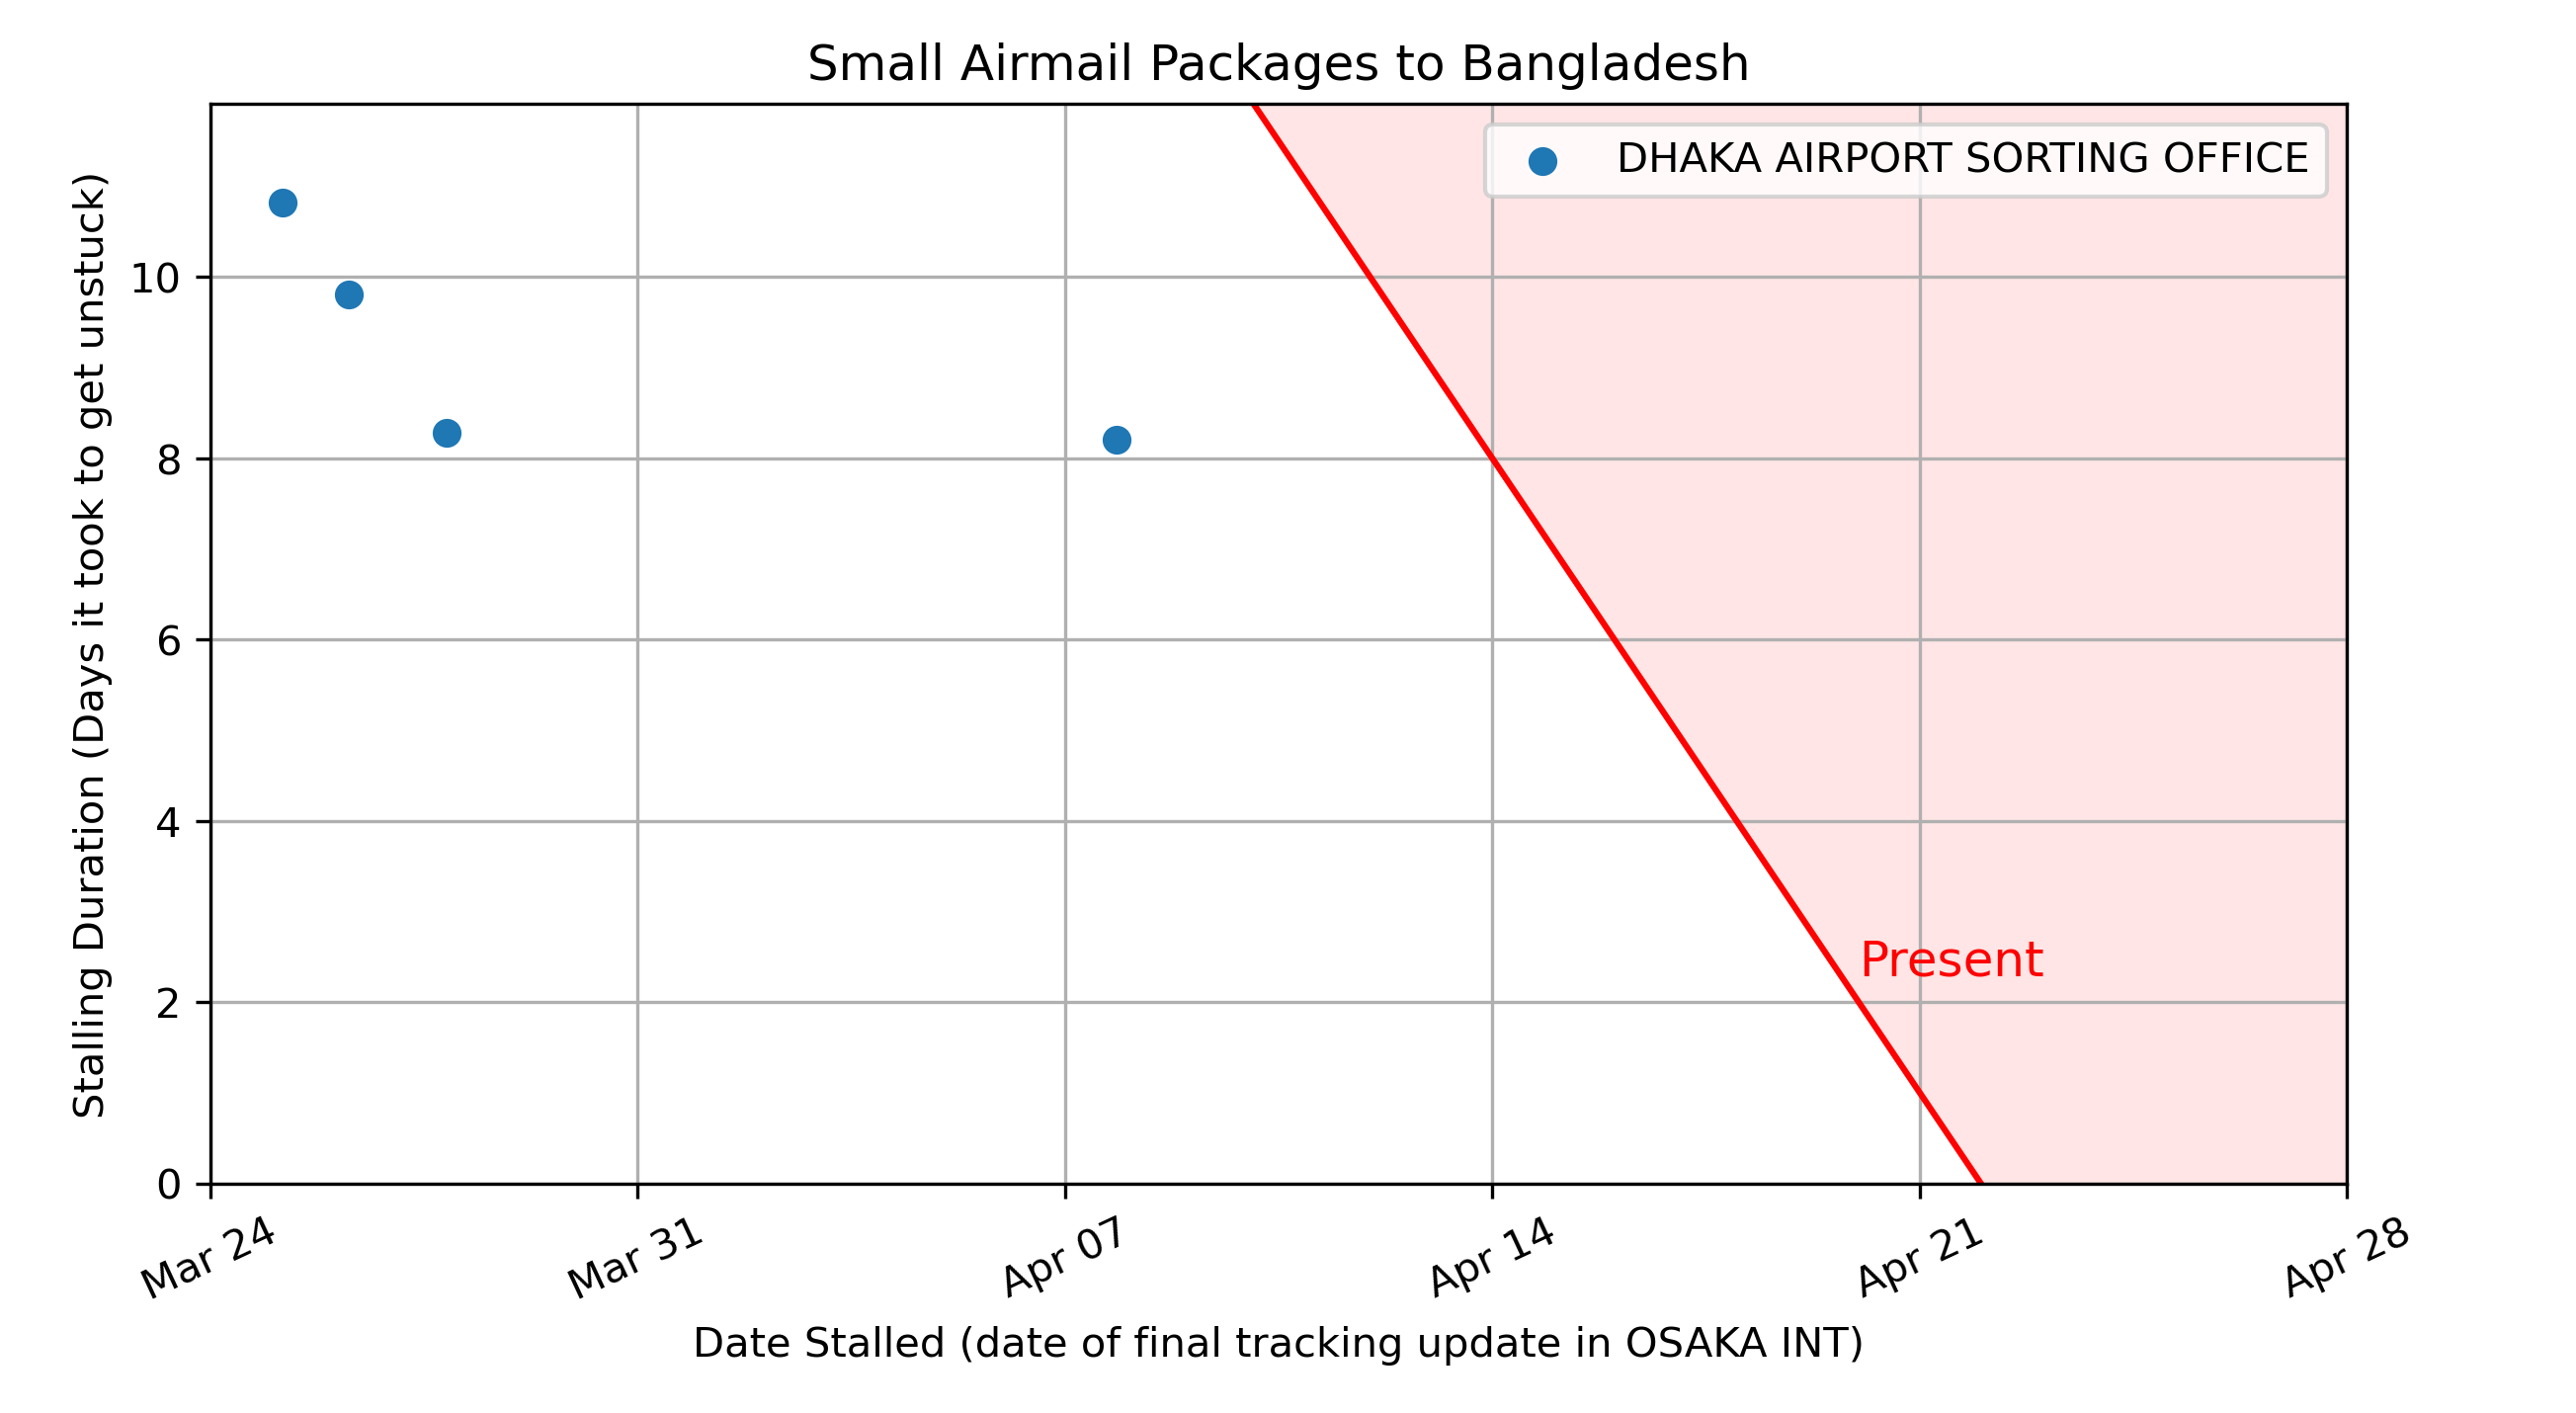 Small Airmail Packages to Bangladesh
DHAKA AIRPORT SORTING OFFICE
Stalling Duration (Days it took to get unstuck)
10
8
6
4
2
0
Present
Mar 24
Mar 31
Apr 07
Apr 14
Apr 21
Apr 28
Date Stalled (date of final tracking update in OSAKA INT)